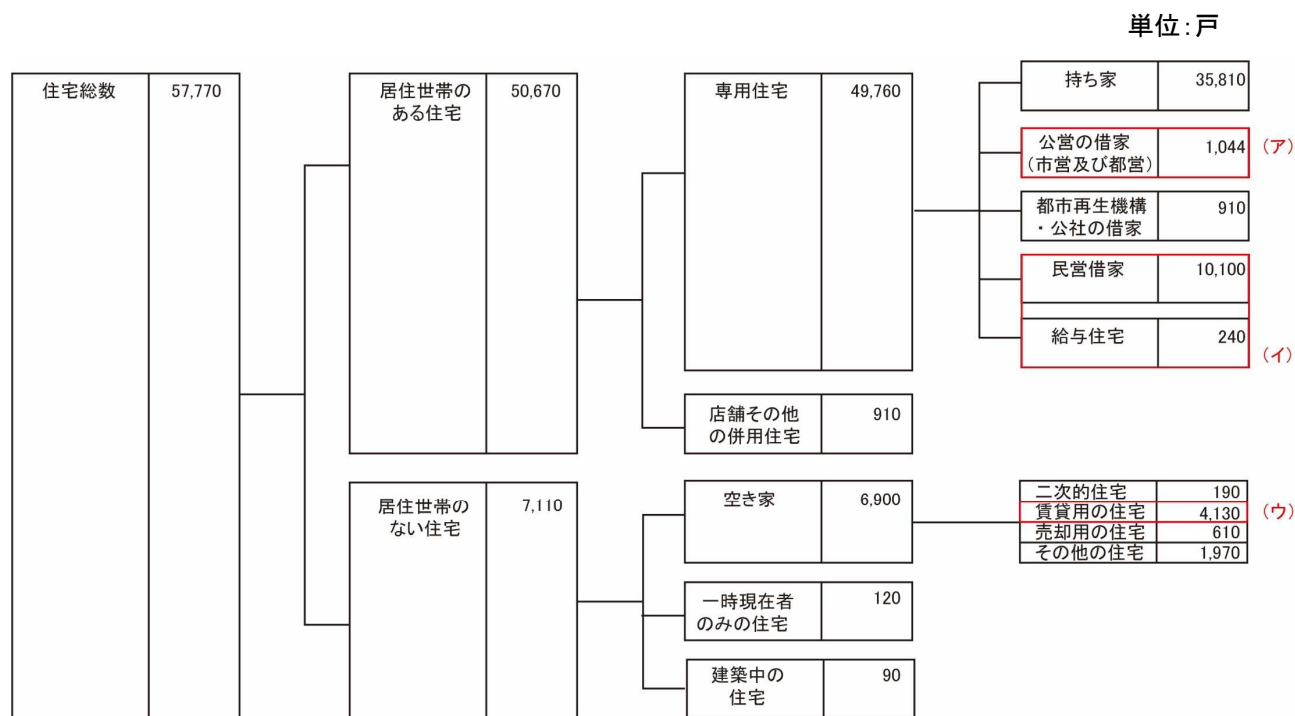 単位:戸
住宅総数 57,770
居住世帯の 50,670
ある住宅
専用住宅 49,760
持ち家 35,810
公営の借家 1,044 (ア)
(市営及び都営)
都市再生機構 910
・公社の借家
民営借家 10,100
給与住宅 240
(イ)
店舗その他 910
の併用住宅
居住世帯の 7,110
ない住宅
空き家 6,900
二次的住宅 190
賃貸用の住宅 4,130 (ウ)
売却用の住宅 610
その他の住宅 1,970
一時現在者 120
のみの住宅
建築中の 90
住宅